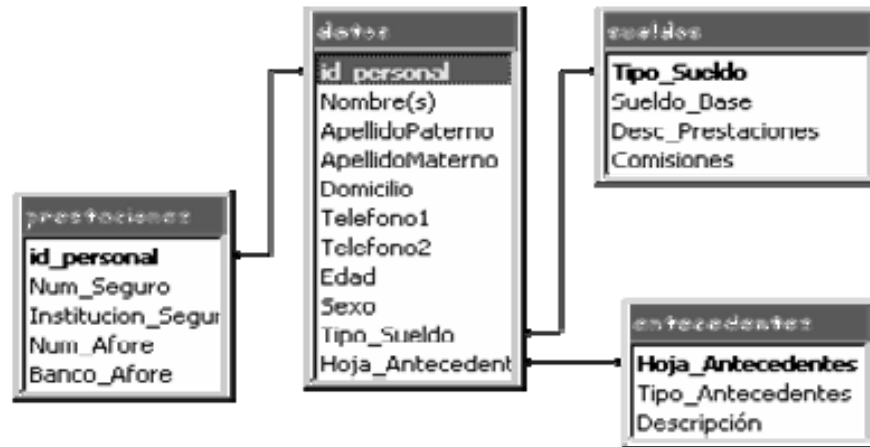 datos
id_personal
Nombre(s)
ApellidoPaterno
ApellidoMaterno
Domicilio
Telefono1
Telefono2
Edad
Sexo
Tipo_Sueldo
Hoja_Antecedent
sueldos
Tipo_Sueldo
Sueldo_Base
Desc_Prestaciones
Comisiones
prestaciones
id_personal
Num_Seguro
Institucion_Segur
Num_Afore
Banco_Afore
antecedentes
Hoja_Antecedentes
Tipo_Antecedentes
Descripción